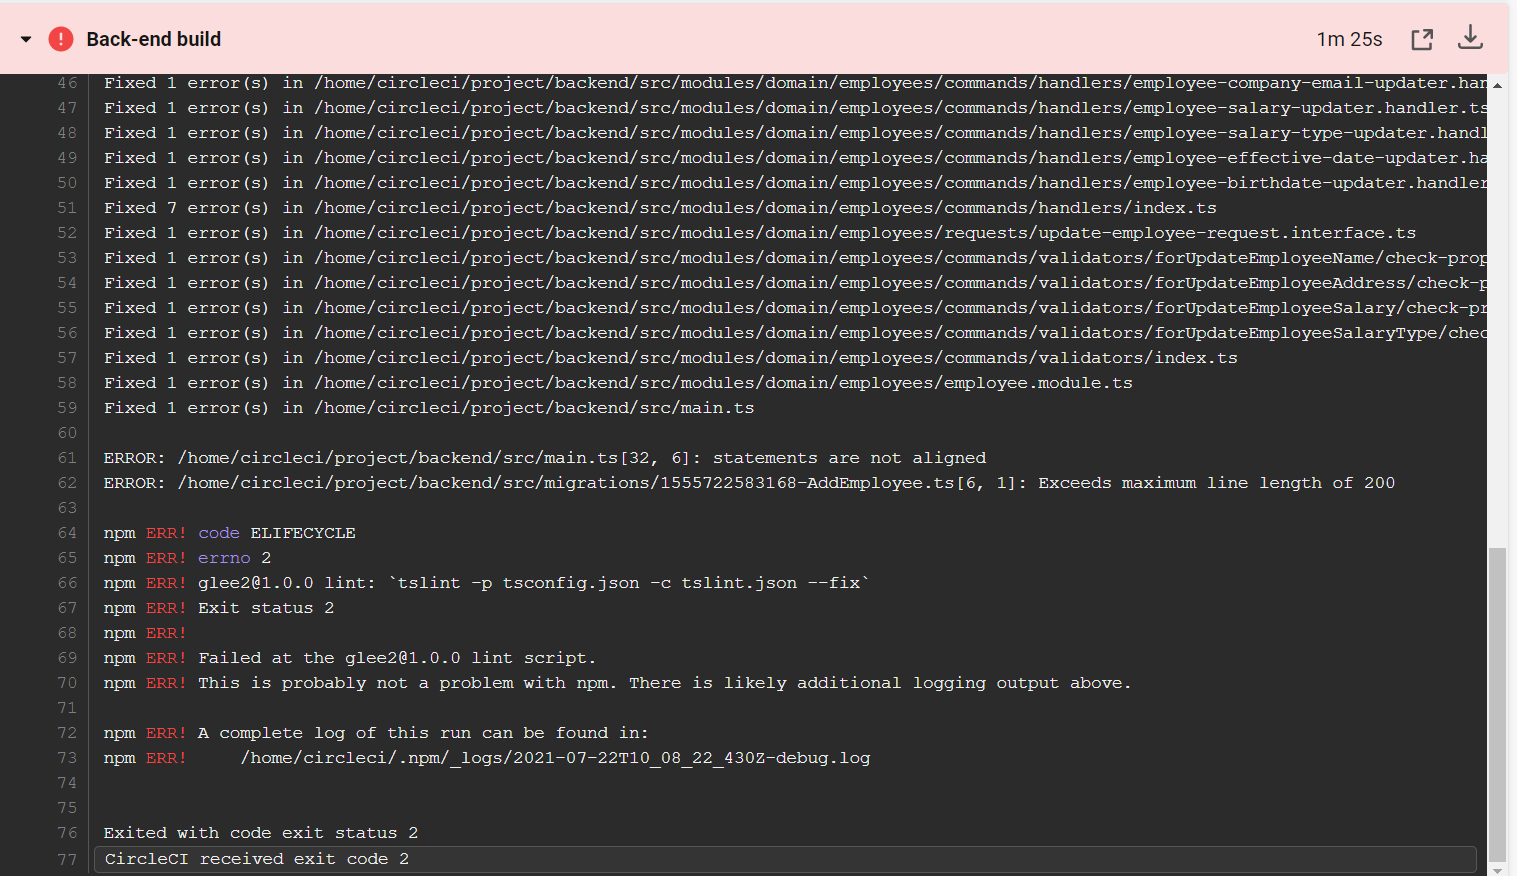 Back-end build
1m 25s
46 Fixed 1 error(s) in /home/circleci/project/backend/src/modules/domain/employees/commands/handlers/employee-company-email-updater.han
47 Fixed 1 error(s) in /home/circleci/project/backend/src/modules/domain/employees/commands/handlers/employee-salary-updater.handler.ts
48 Fixed 1 error(s) in /home/circleci/project/backend/src/modules/domain/employees/commands/handlers/employee-salary-type-updater.handl
49 Fixed 1 error(s) in /home/circleci/project/backend/src/modules/domain/employees/commands/handlers/employee-effective-date-updater.ha
50 Fixed 1 error(s) in /home/circleci/project/backend/src/modules/domain/employees/commands/handlers/employee-birthdate-updater.handler
51 Fixed 7 error(s) in /home/circleci/project/backend/src/modules/domain/employees/commands/handlers/index.ts
52 Fixed 1 error(s) in /home/circleci/project/backend/src/modules/domain/employees/requests/update-employee-request.interface.ts
53 Fixed 1 error(s) in /home/circleci/project/backend/src/modules/domain/employees/commands/validators/forUpdateEmployeeName/check-prop
54 Fixed 1 error(s) in /home/circleci/project/backend/src/modules/domain/employees/commands/validators/forUpdateEmployeeAddress/check-p
55 Fixed 1 error(s) in /home/circleci/project/backend/src/modules/domain/employees/commands/validators/forUpdateEmployeeSalary/check-pr
56 Fixed 1 error(s) in /home/circleci/project/backend/src/modules/domain/employees/commands/validators/forUpdateEmployeeSalaryType/chec
57 Fixed 1 error(s) in /home/circleci/project/backend/src/modules/domain/employees/commands/validators/index.ts
58 Fixed 1 error(s) in /home/circleci/project/backend/src/modules/domain/employees/employee.module.ts
59 Fixed 1 error(s) in /home/circleci/project/backend/src/main.ts
60
61 ERROR: /home/circleci/project/backend/src/main.ts[32, 6]: statements are not aligned
62 ERROR: /home/circleci/project/backend/src/migrations/1555722583168-AddEmployee.ts[6, 1]: Exceeds maximum line length of 200
63
64 npm ERR! code ELIFECYCLE
65 npm ERR! errno 2
66 npm ERR! glee2@1.0.0 lint: `tslint -p tsconfig.json -c tslint.json --fix`
67 npm ERR! Exit status 2
68 npm ERR!
69 npm ERR! Failed at the glee2@1.0.0 lint script.
70 npm ERR! This is probably not a problem with npm. There is likely additional logging output above.
71
72 npm ERR! A complete log of this run can be found in:
73 npm ERR!     /home/circleci/.npm/_logs/2021-07-22T10_08_22_430Z-debug.log
74
75
76 Exited with code exit status 2
77 CircleCI received exit code 2